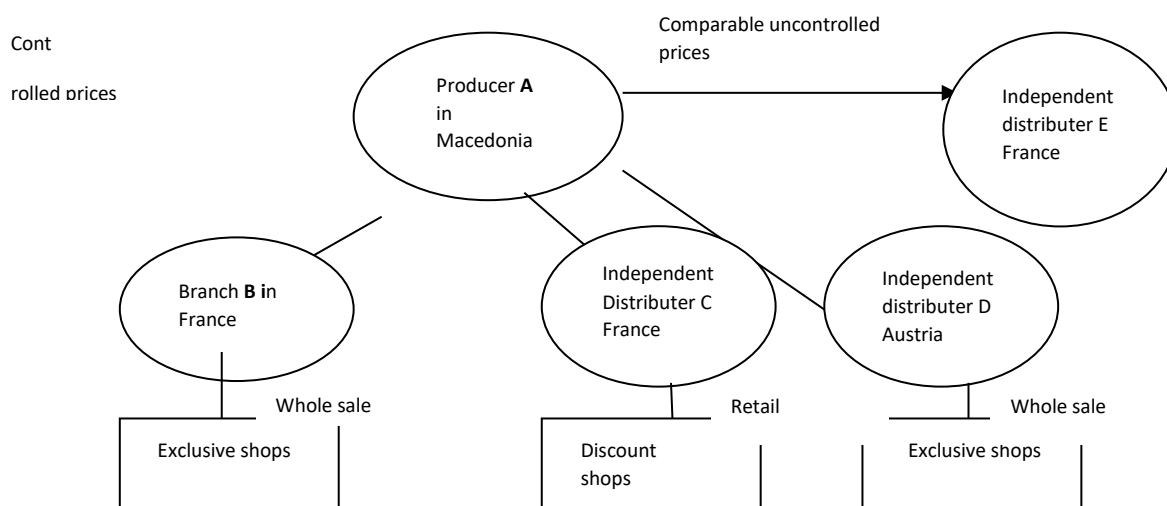 Cont
rolled prices
Comparable uncontrolled
prices
Producer A
in
Macedonia
Independent
distributer E
France
Branch B in
France
Independent
Distributer C
France
Independent
distributer D
Austria
Whole sale
Exclusive shops
Retail
Discount
shops
Whole sale
Exclusive shops